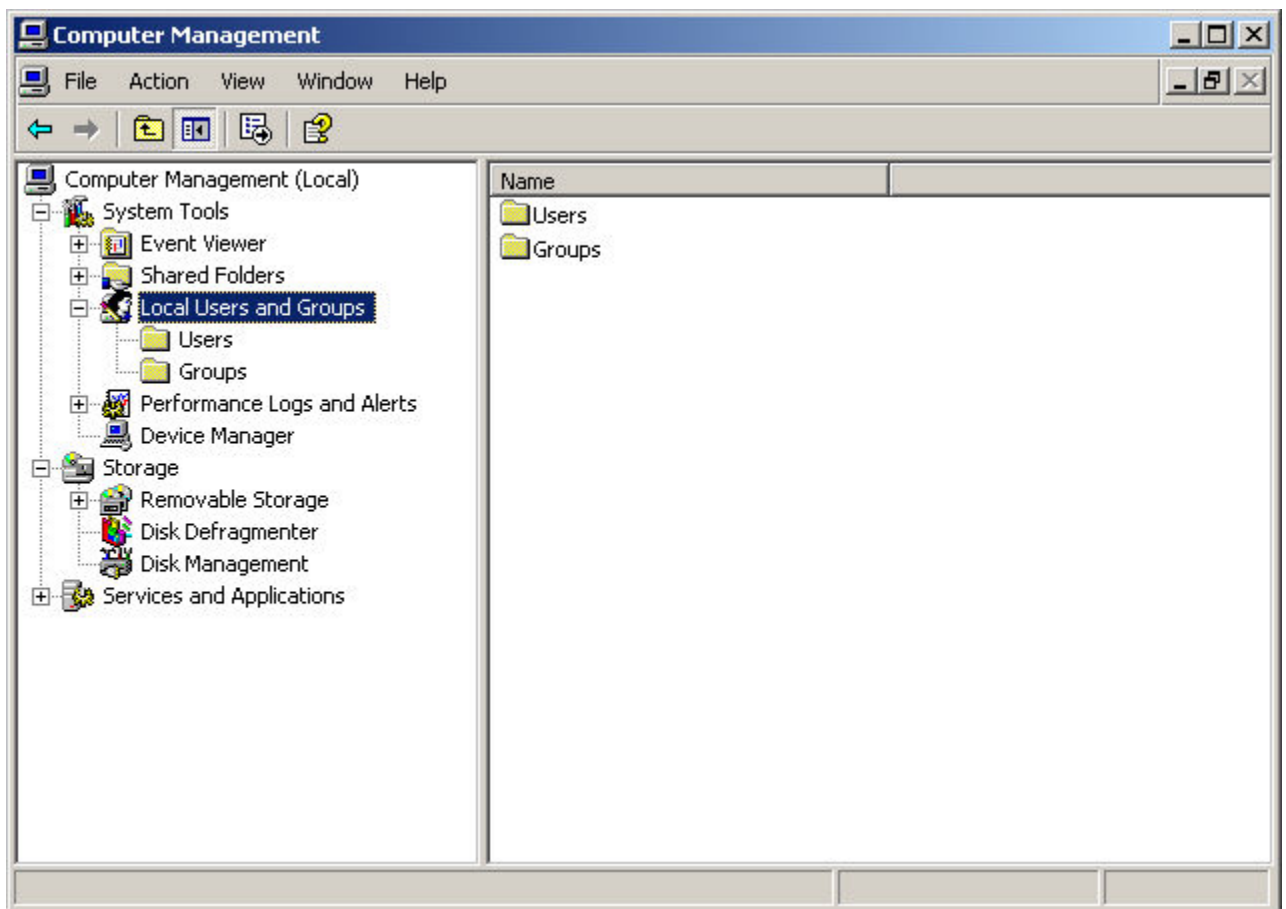 Computer Management
File Action View Window Help
Computer Management (Local)
System Tools
Event Viewer
Shared Folders
Local Users and Groups
Users
Groups
Performance Logs and Alerts
Device Manager
Storage
Removable Storage
Disk Defragmenter
Disk Management
Services and Applications
Name
Users
Groups